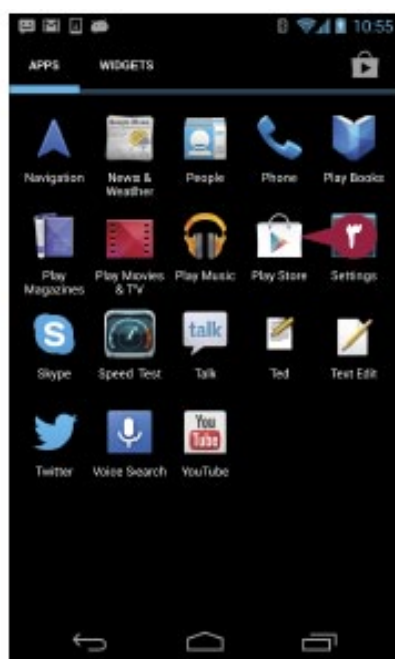 10:55
APPS WIDGETS
Navigation News & Weather People Phone Play Books
Play Magazines Play Movies & TV Play Music Play Store Settings
٣
S talk
Skype Speed Test Talk Ted Text Edit
You Tube
Twitter Voice Search YouTube